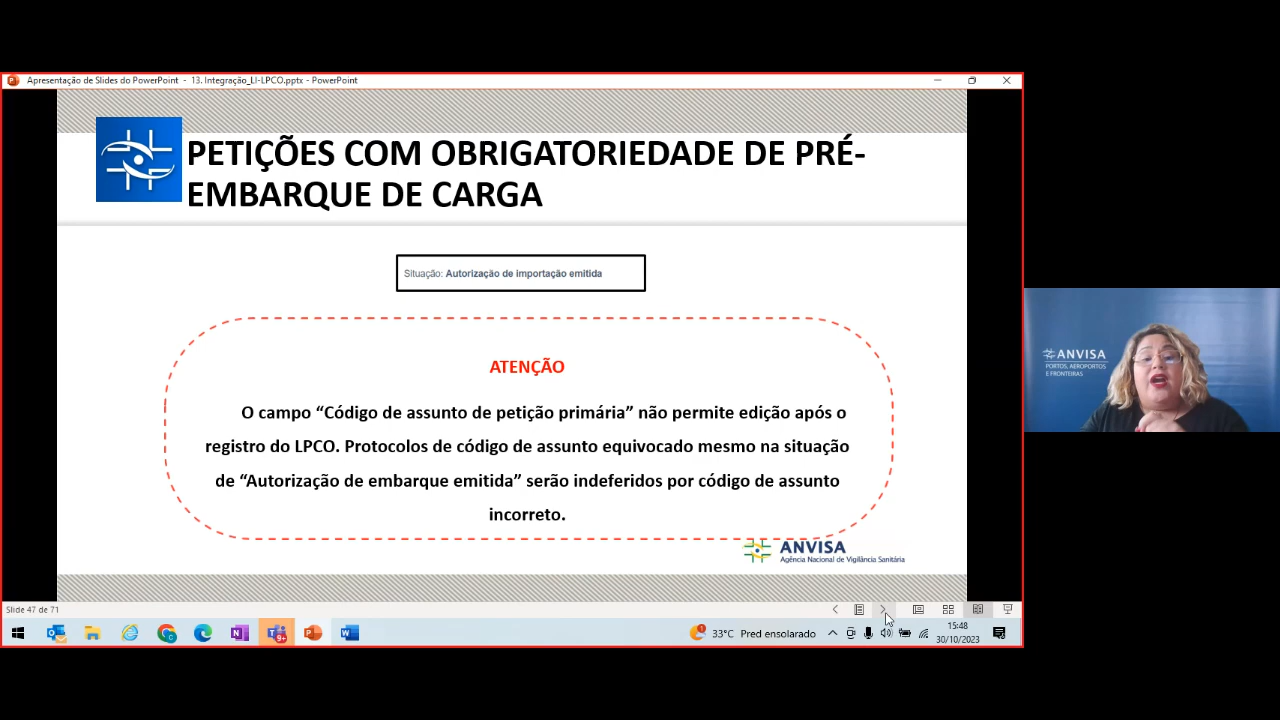 Apresentação de Slides do PowerPoint - 13. Integração_LI-LPCO.pptx - PowerPoint
PETIÇÕES COM OBRIGATORIEDADE DE PRÉ-
EMBARQUE DE CARGA
Situação: Autorização de importação emitida
ATENÇÃO
O campo “Código de assunto de petição primária” não permite edição após o
registro do LPCO. Protocolos de código de assunto equivocado mesmo na situação
de “Autorização de embarque emitida” serão indeferidos por código de assunto
incorreto.
ANVISA
Agência Nacional de Vigilância Sanitária
ANVISA
PORTOS, AEROPORTOS
E FRONTEIRAS
Slide 47 de 71
9+
1
33°C Pred ensolarado
15:48
30/10/2023